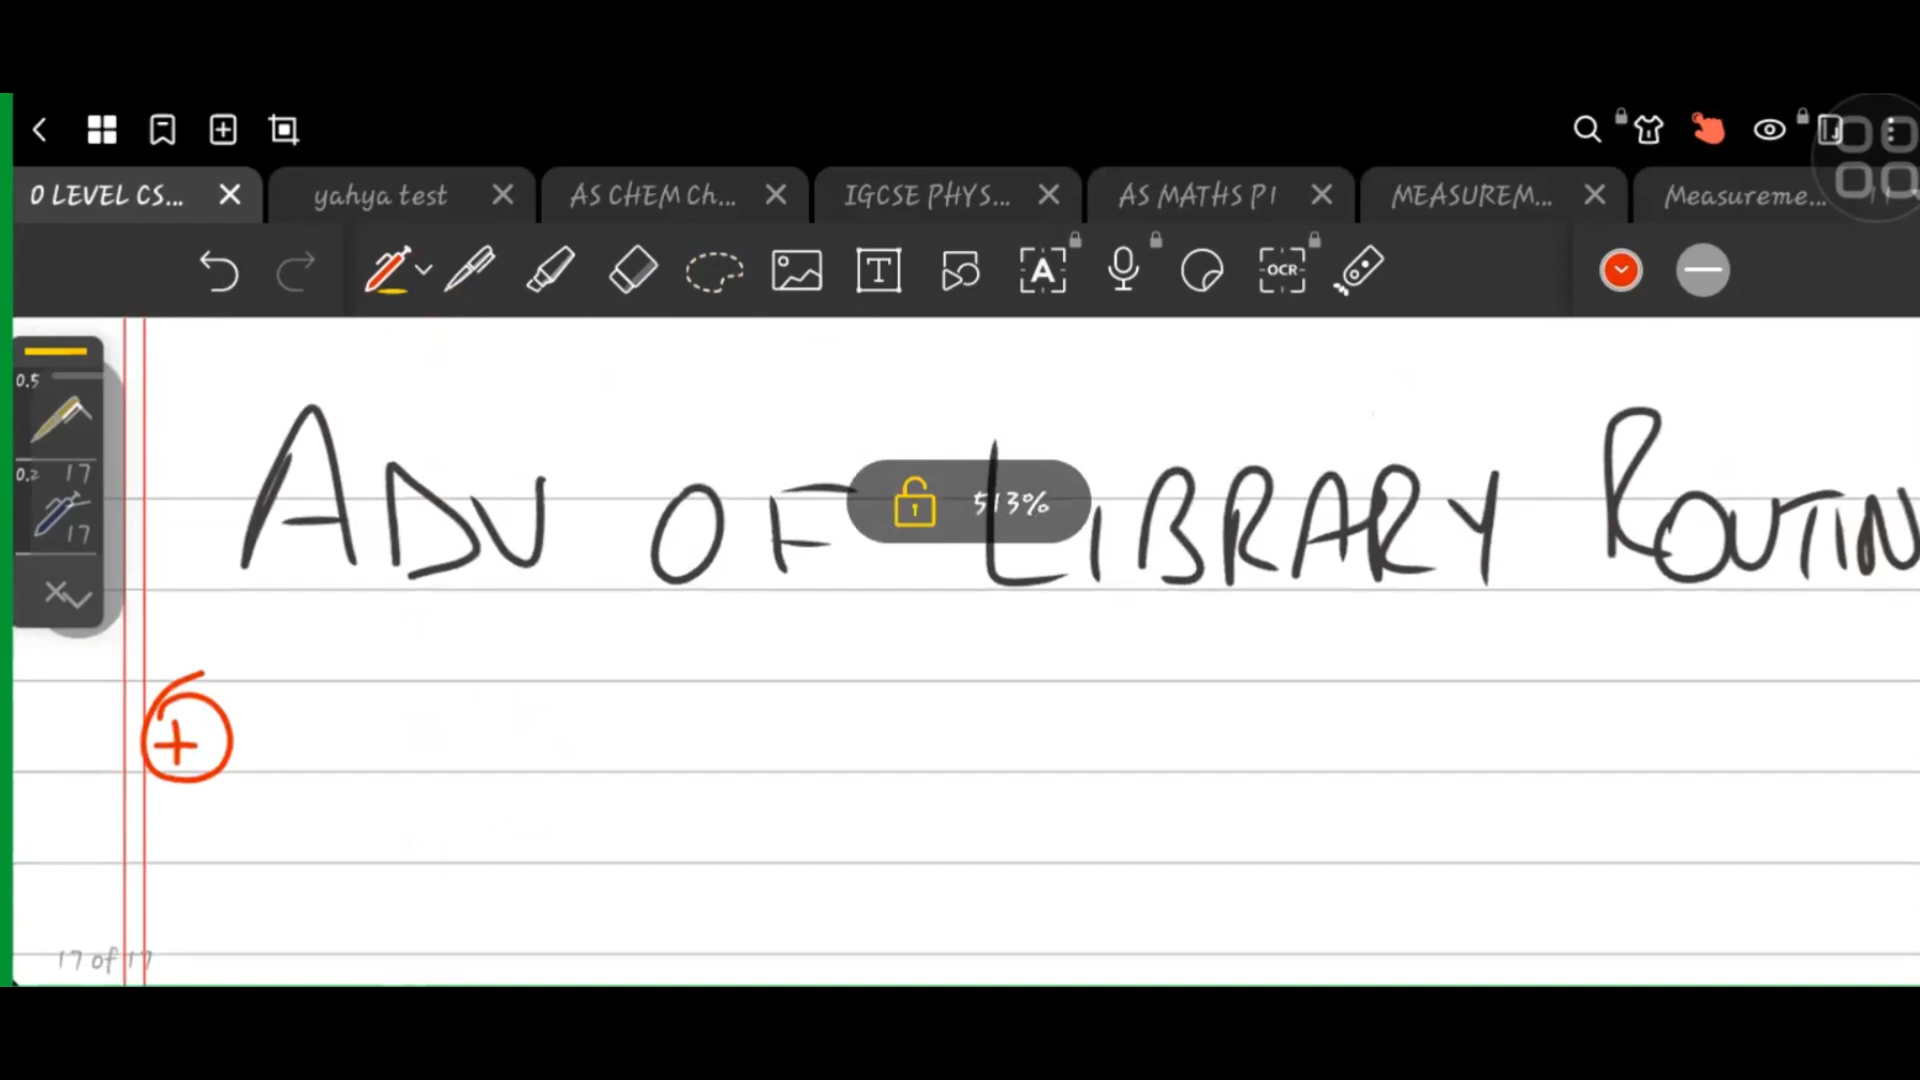 O LEVEL CS... yahya test AS CHEM Ch... IGCSE PHYS... AS MATHS P1 MEASUREM... Measureme...
T A OCR
0.5
ADV OF LIBRARY ROUTIN
513%
0.2 17
17
+
17 of 17